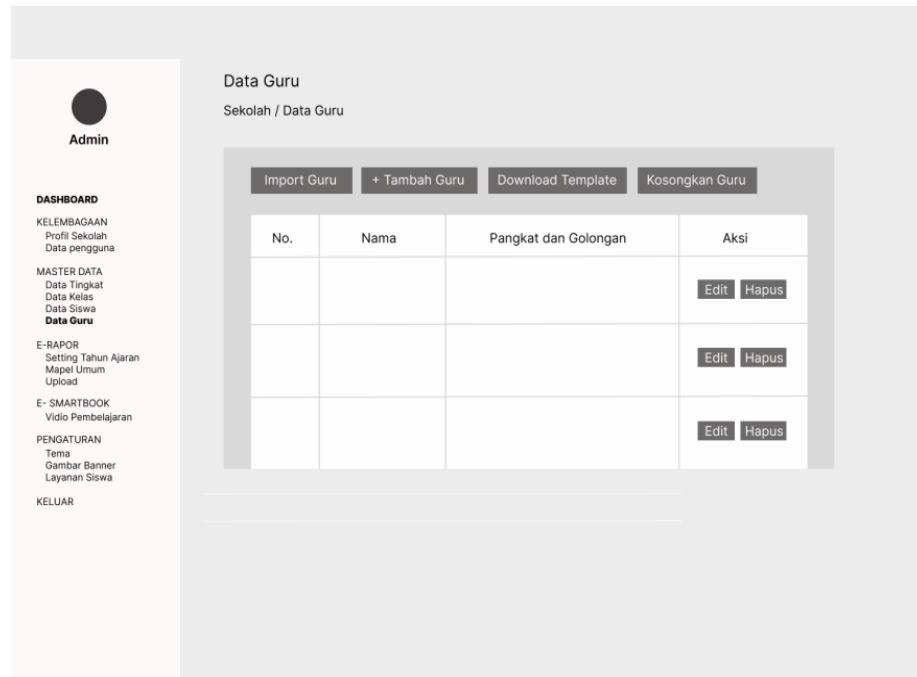 Admin
DASHBOARD
KELEMBAGAAN
Profil Sekolah
Data pengguna
MASTER DATA
Data Tingkat
Data Kelas
Data Siswa
Data Guru
E-RAPOR
Setting Tahun Ajaran
Mapel Umum
Upload
E- SMARTBOOK
Vidio Pembelajaran
PENGATURAN
Tema
Gambar Banner
Layanan Siswa
KELUAR
Data Guru
Sekolah / Data Guru
Import Guru + Tambah Guru Download Template Kosongkan Guru
No. Nama Pangkat dan Golongan Aksi
Edit Hapus
Edit Hapus
Edit Hapus